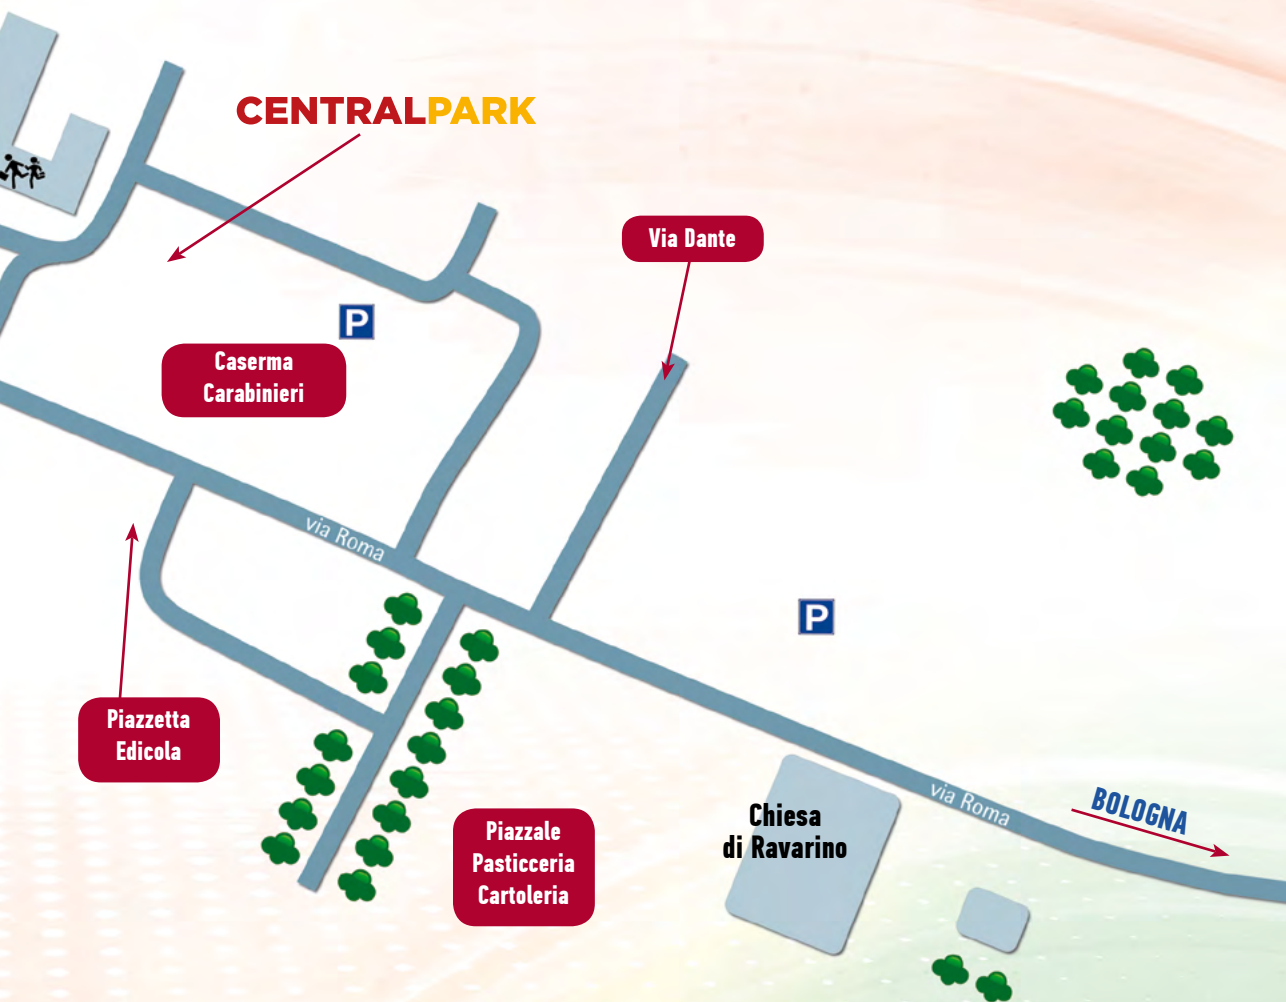 CENTRALPARK
Via Dante
P
Caserma
Carabinieri
via Roma
P
Piazzetta
Edicola
via Roma
BOLOGNA
Chiesa
di Ravarino
Piazzale
Pasticceria
Cartoleria